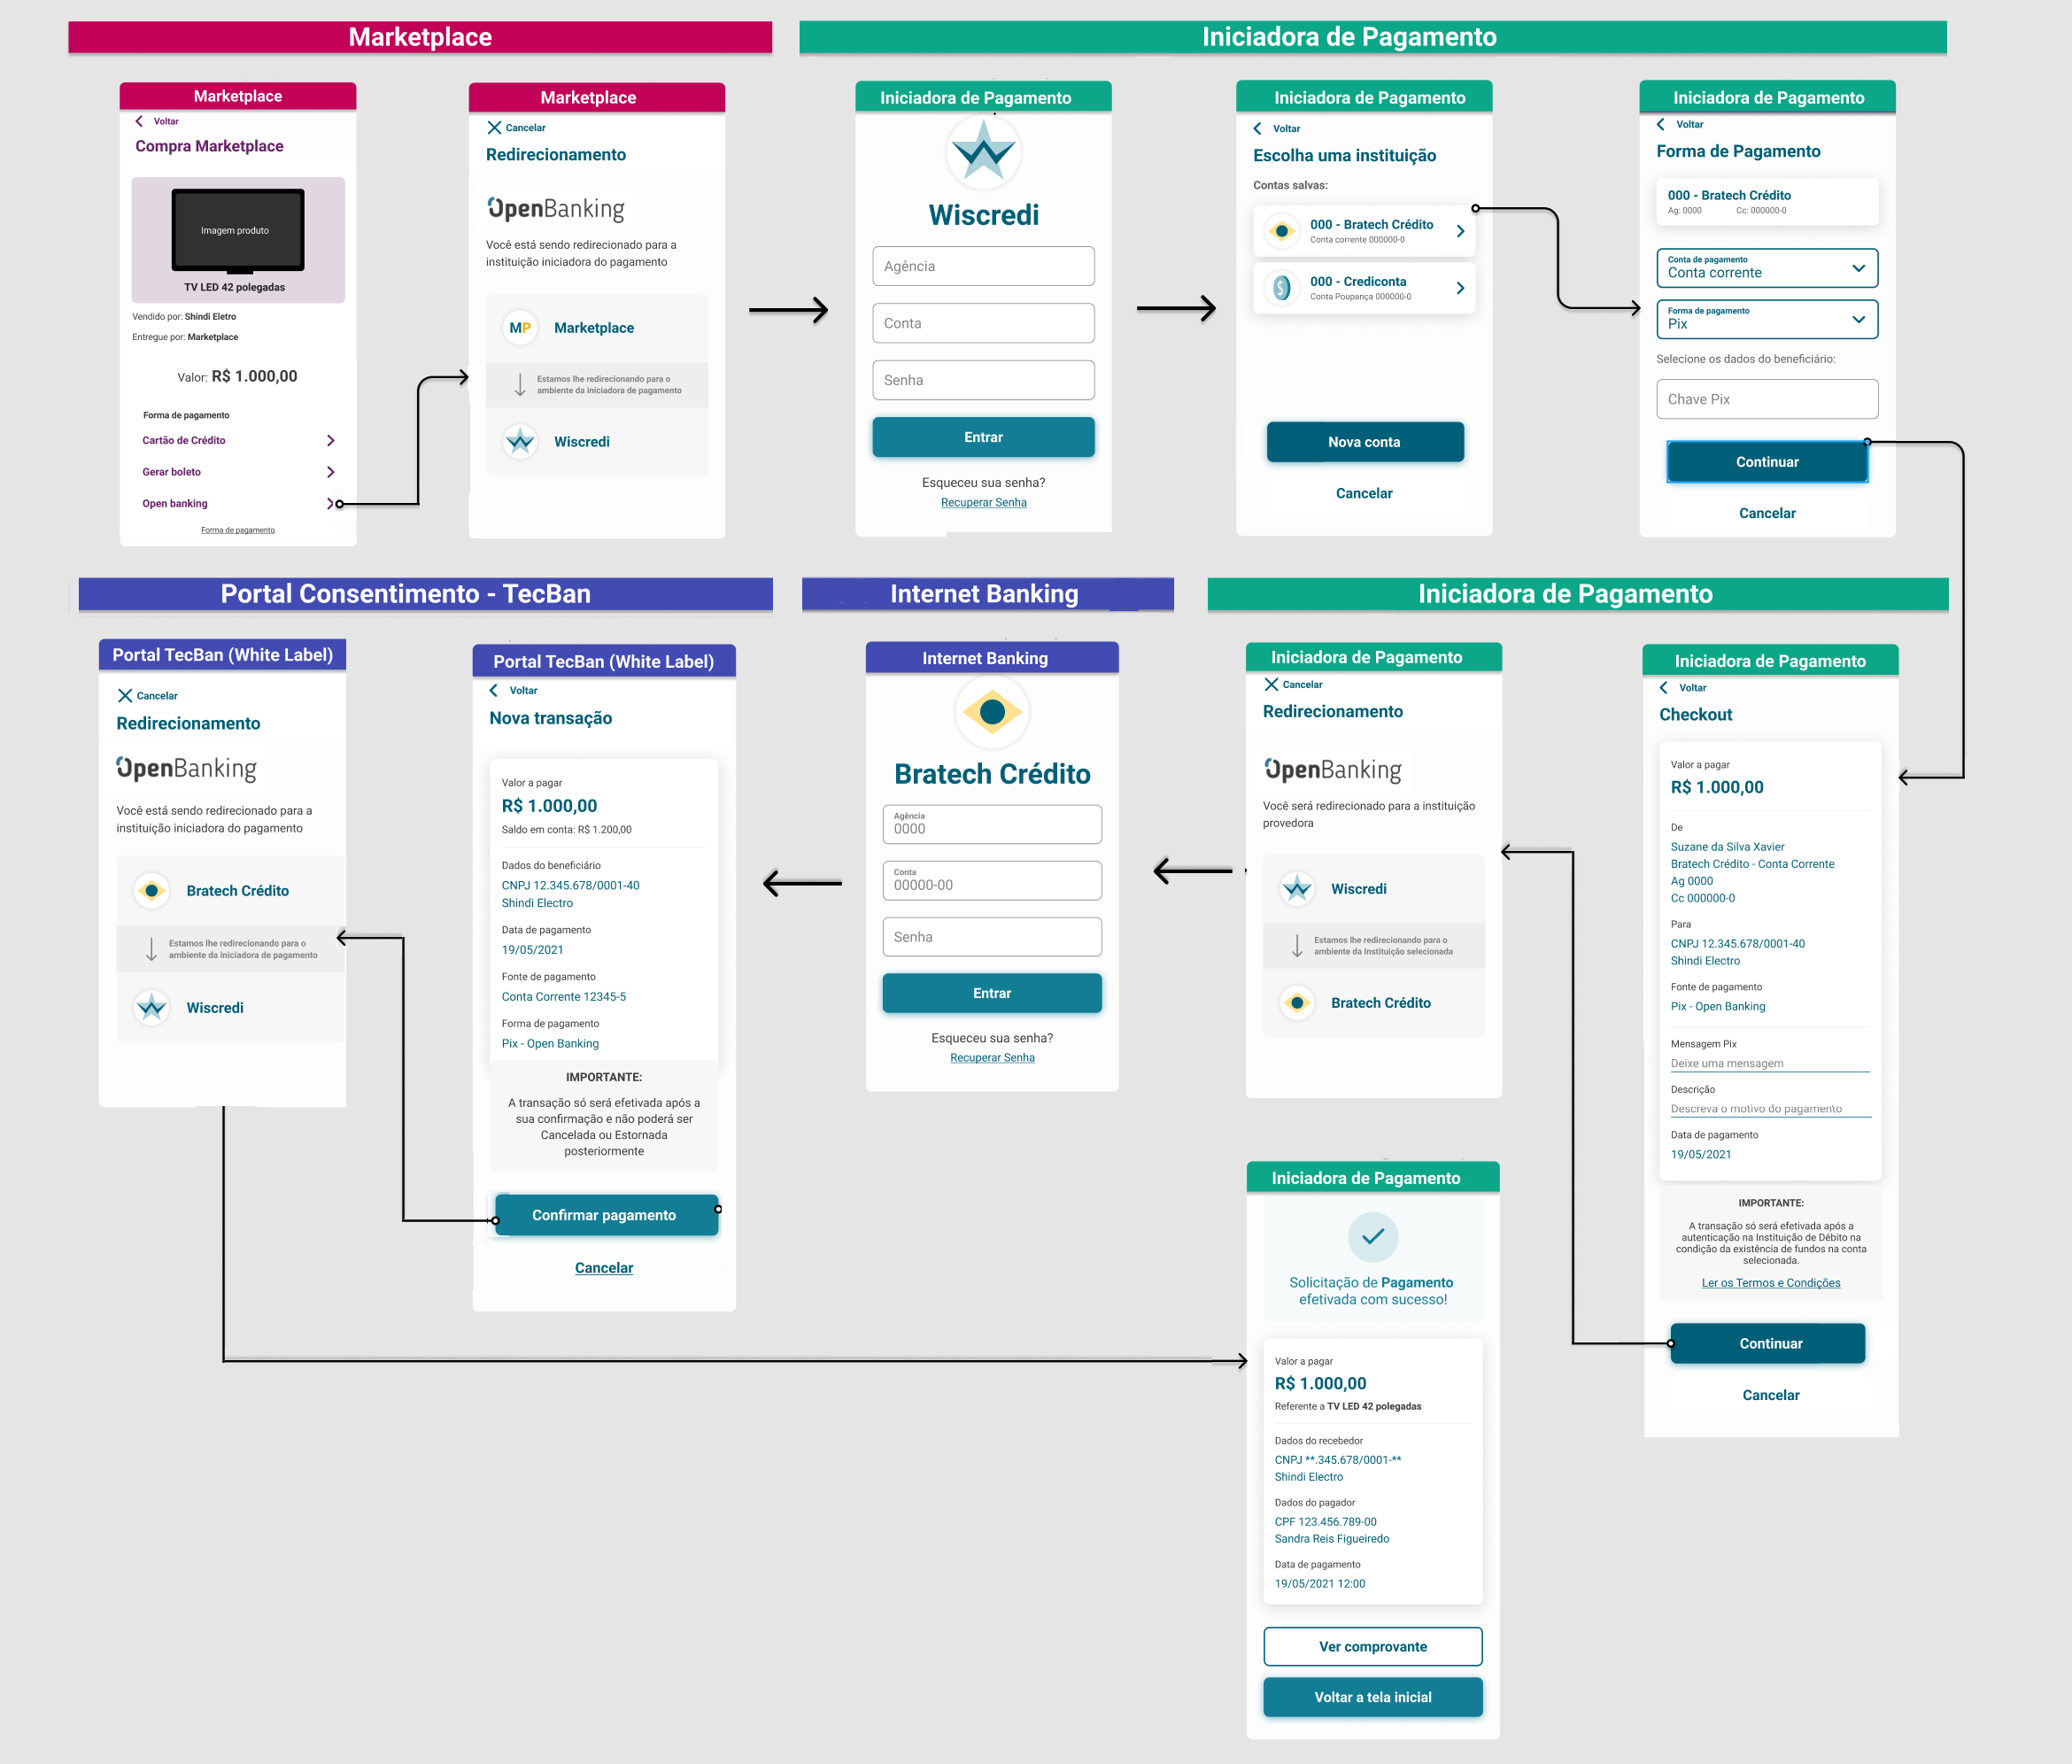 Marketplace
Iniciadora de Pagamento
Marketplace
Voltar
Compra Marketplace
Imagem produto
TV LED 42 polegadas
Vendido por: Shindi Eletro
Entregue por: Marketplace
Valor: R$ 1.000,00
Forma de pagamento
Cartão de Crédito
Gerar boleto
Open banking
Forma de pagamento
Marketplace
Cancelar
Redirecionamento
OpenBanking
Você está sendo redirecionado para a
instituição iniciadora do pagamento
MP Marketplace
Estamos lhe redirecionando para o
ambiente da iniciadora de pagamento
Wiscredi
Iniciadora de Pagamento
Wiscredi
Agência
Conta
Senha
Entrar
Esqueceu sua senha?
Recuperar Senha
Iniciadora de Pagamento
Voltar
Escolha uma instituição
Contas salvas:
000 - Bratech Crédito
Conta corrente 000000-0
000 - Crediconta
Conta Poupança 000000-0
Nova conta
Cancelar
Iniciadora de Pagamento
Voltar
Forma de Pagamento
000 - Bratech Crédito
Ag: 0000 Cc: 000000-0
Conta de pagamento
Conta corrente
Forma de pagamento
Pix
Selecione os dados do beneficiário:
Chave Pix
Continuar
Cancelar
Portal Consentimento - TecBan
Internet Banking
Iniciadora de Pagamento
Portal TecBan (White Label)
Cancelar
Redirecionamento
OpenBanking
Você está sendo redirecionado para a
instituição iniciadora do pagamento
Bratech Crédito
Estamos lhe redirecionando para o
ambiente da iniciadora de pagamento
Wiscredi
Portal TecBan (White Label)
Voltar
Nova transação
Valor a pagar
R$ 1.000,00
Saldo em conta: R$ 1.200,00
Dados do beneficiário
CNPJ 12.345.678/0001-40
Shindi Electro
Data de pagamento
19/05/2021
Fonte de pagamento
Conta Corrente 12345-5
Forma de pagamento
Pix - Open Banking
IMPORTANTE:
A transação só será efetivada após a
sua confirmação e não poderá ser
Cancelada ou Estornada
posteriormente
Confirmar pagamento
Cancelar
Internet Banking
Bratech Crédito
Agência
0000
Conta
00000-00
Senha
Entrar
Esqueceu sua senha?
Recuperar Senha
Iniciadora de Pagamento
Cancelar
Redirecionamento
OpenBanking
Você será redirecionado para a instituição
provedora
Wiscredi
Estamos lhe redirecionando para o
ambiente da Instituição selecionada
Bratech Crédito
Iniciadora de Pagamento
Voltar
Checkout
Valor a pagar
R$ 1.000,00
De
Suzane da Silva Xavier
Bratech Crédito - Conta Corrente
Ag 0000
Cc 000000-0
Para
CNPJ 12.345.678/0001-40
Shindi Electro
Fonte de pagamento
Pix - Open Banking
Mensagem Pix
Deixe uma mensagem
Descrição
Descreva o motivo do pagamento
Data de pagamento
19/05/2021
IMPORTANTE:
A transação só será efetivada após a
autenticação na Instituição de Débito na
condição da existência de fundos na conta
selecionada.
Ler os Termos e Condições
Continuar
Cancelar
Iniciadora de Pagamento
Solicitação de Pagamento
efetivada com sucesso!
Valor a pagar
R$ 1.000,00
Referente a TV LED 42 polegadas
Dados do recebedor
CNPJ **.345.678/0001-**
Shindi Electro
Dados do pagador
CPF 123.456.789-00
Sandra Reis Figueiredo
Data de pagamento
19/05/2021 12:00
Ver comprovante
Voltar a tela inicial